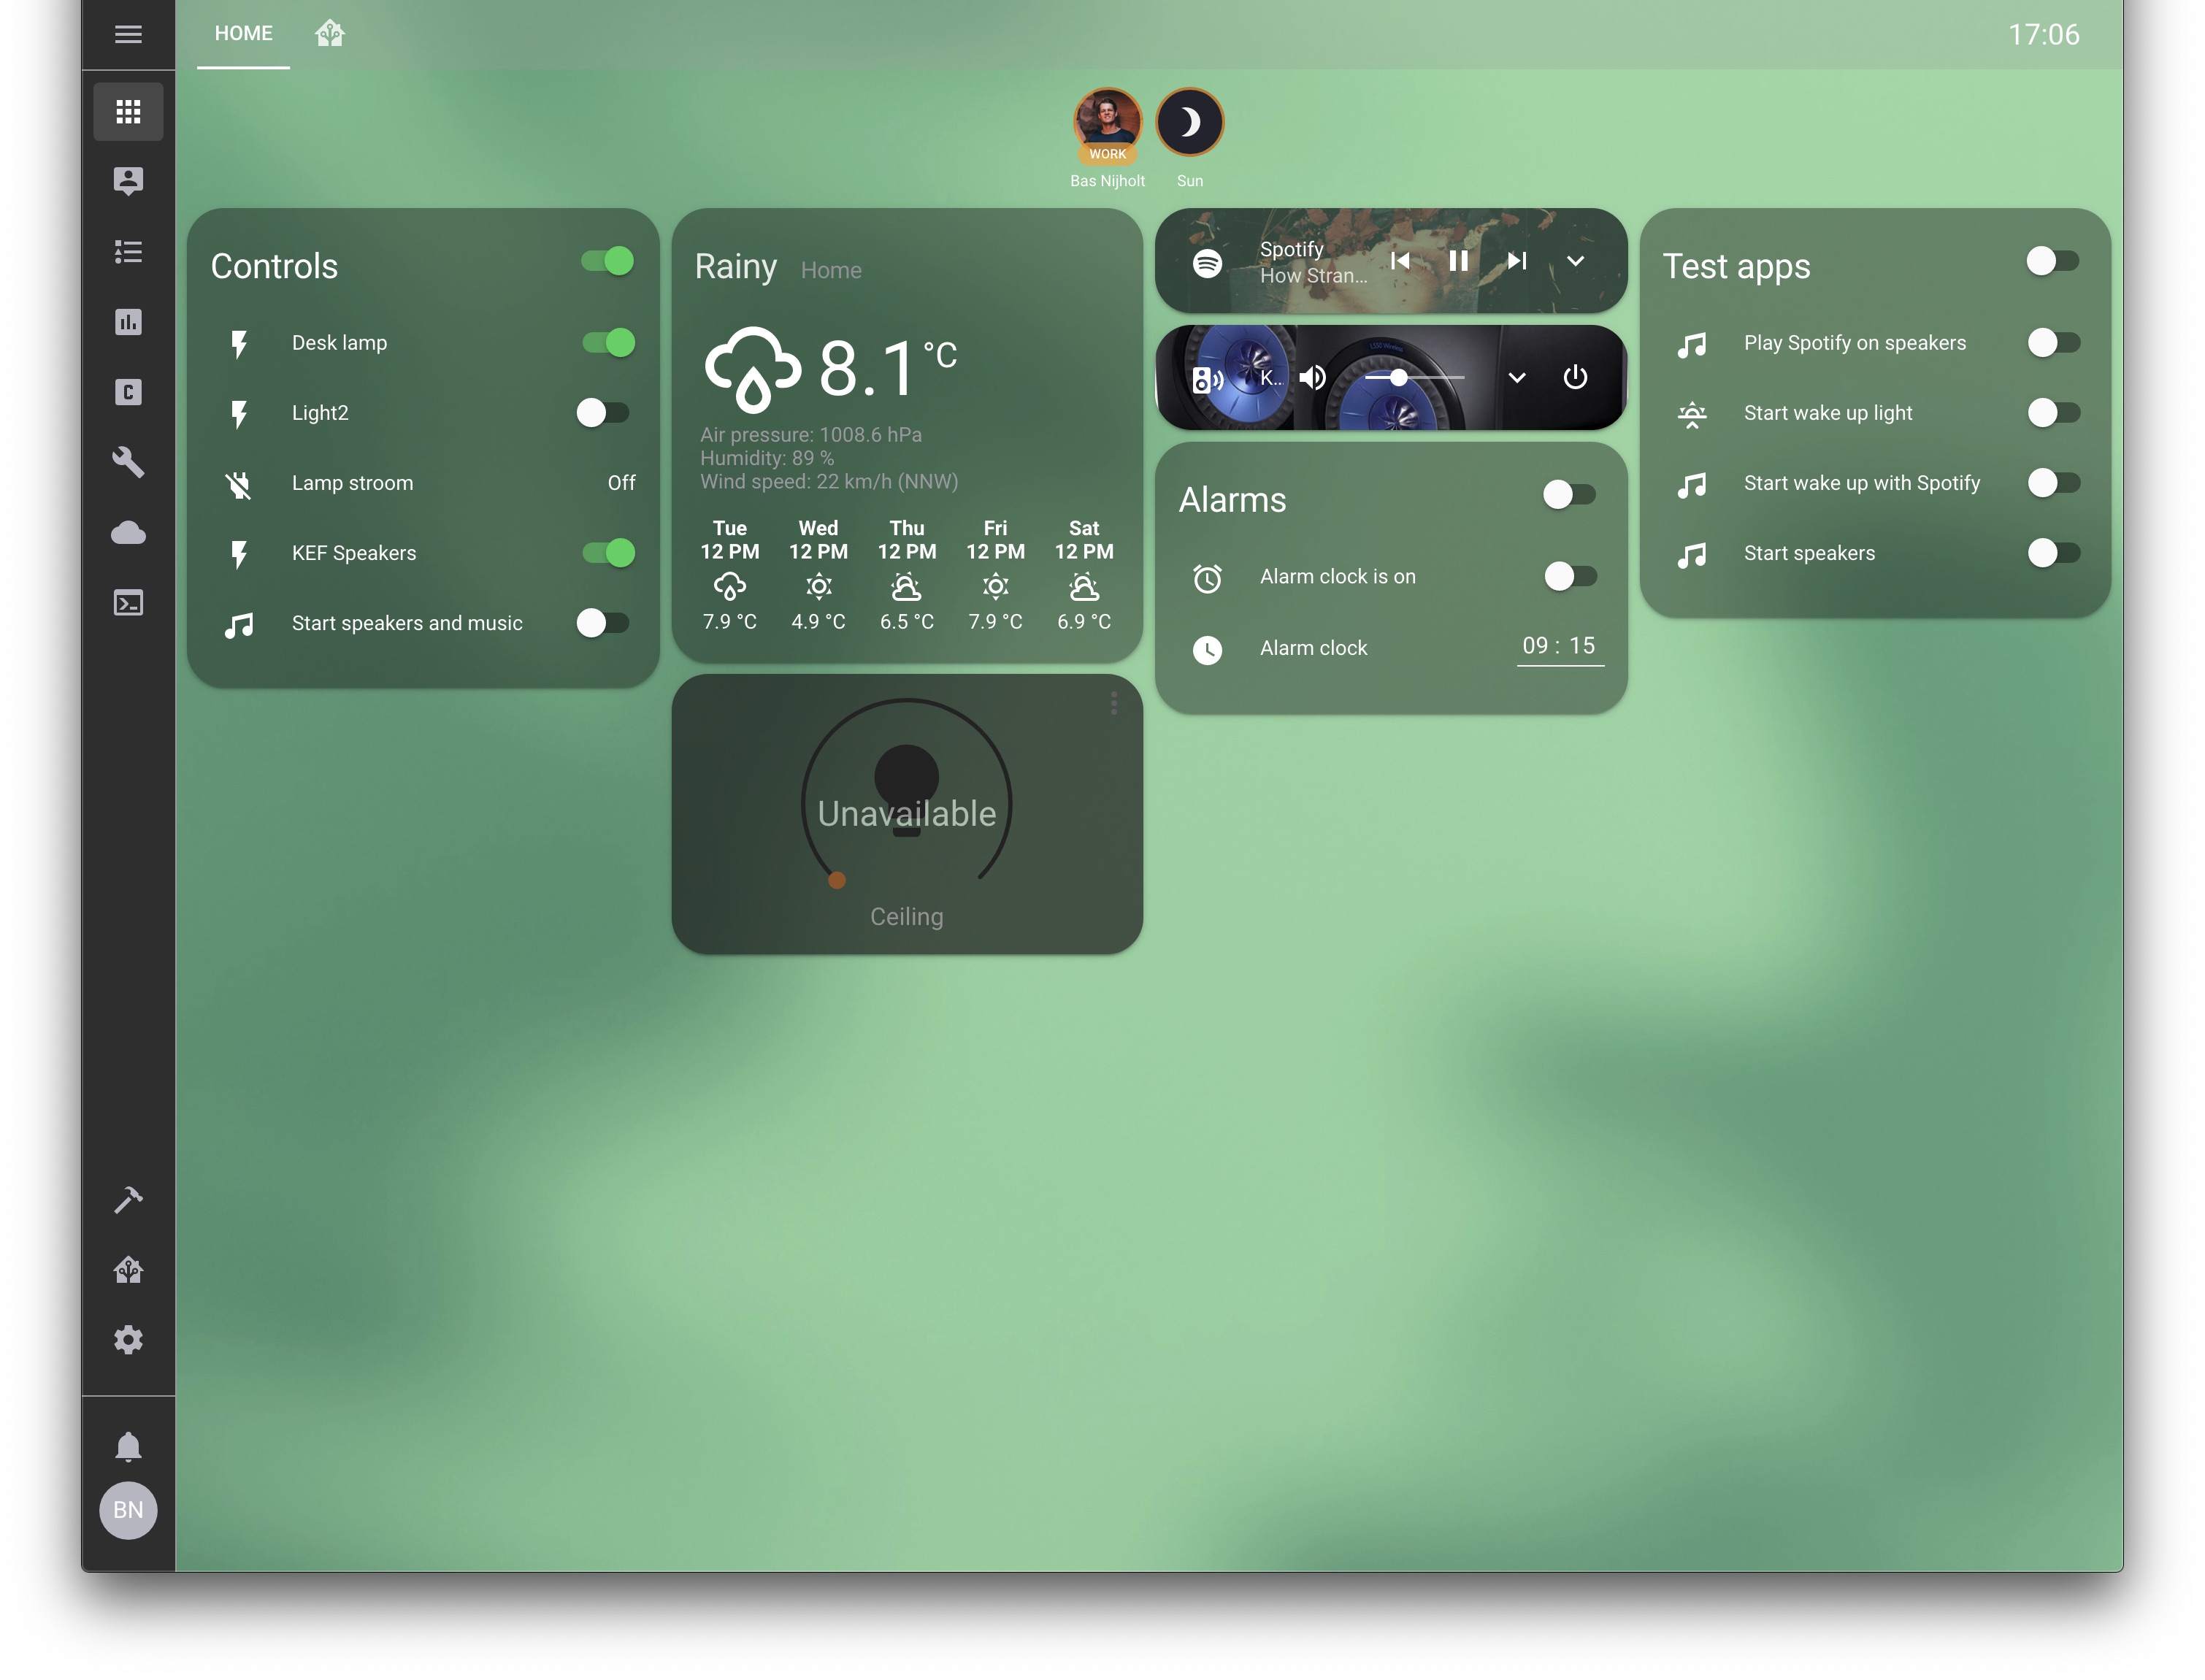 HOME
17:06
WORK
Bas Nijholt
Sun
Controls
Desk lamp
Light2
Lamp stroom
Off
KEF Speakers
Start speakers and music
Rainy
Home
8.1 °C
Air pressure: 1008.6 hPa
Humidity: 89 %
Wind speed: 22 km/h (NNW)
Tue Wed Thu Fri Sat
12 PM 12 PM 12 PM 12 PM 12 PM
7.9 °C 4.9 °C 6.5 °C 7.9 °C 6.9 °C
Unavailable
Ceiling
Spotify
How Stran...
K...
Alarms
Alarm clock is on
Alarm clock
09 : 15
Test apps
Play Spotify on speakers
Start wake up light
Start wake up with Spotify
Start speakers
C
BN